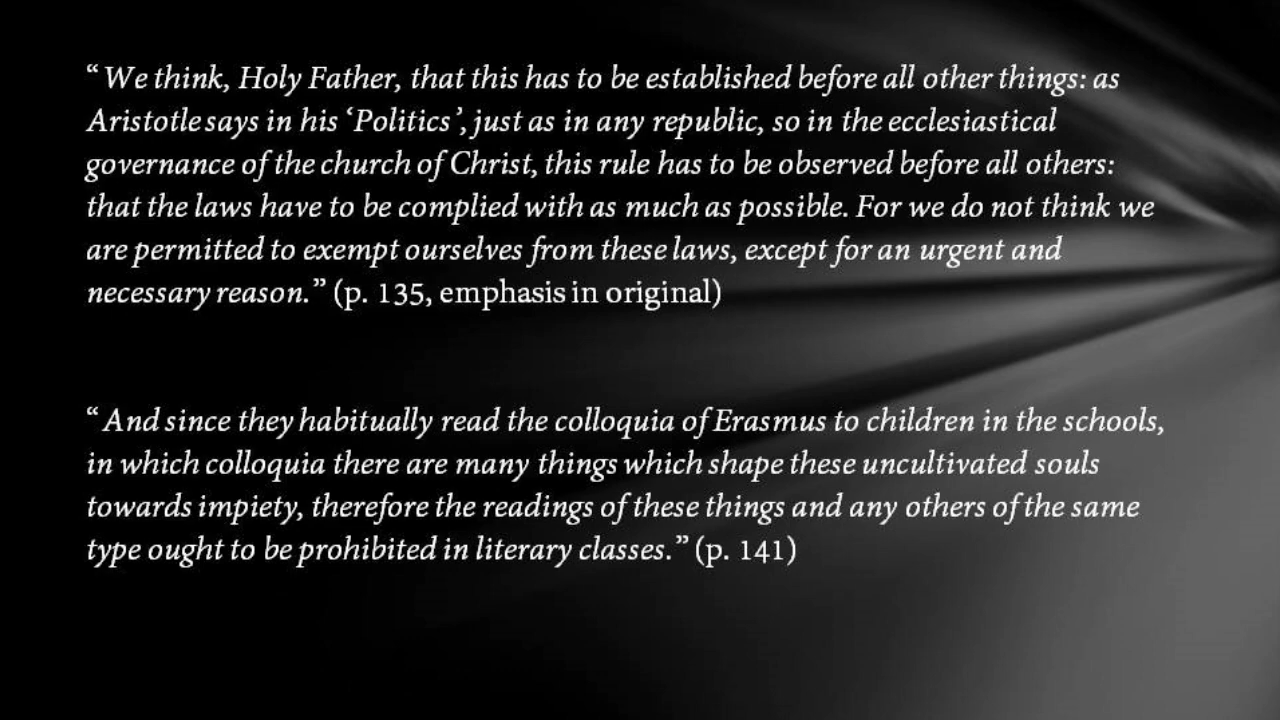 “We think, Holy Father, that this has to be established before all other things: as
Aristotle says in his ‘Politics’, just as in any republic, so in the ecclesiastical
governance of the church of Christ, this rule has to be observed before all others:
that the laws have to be complied with as much as possible. For we do not think we
are permitted to exempt ourselves from these laws, except for an urgent and
necessary reason.” (p. 135, emphasis in original)
“And since they habitually read the colloquia of Erasmus to children in the schools,
in which colloquia there are many things which shape these uncultivated souls
towards impiety, therefore the readings of these things and any others of the same
type ought to be prohibited in literary classes.” (p. 141)